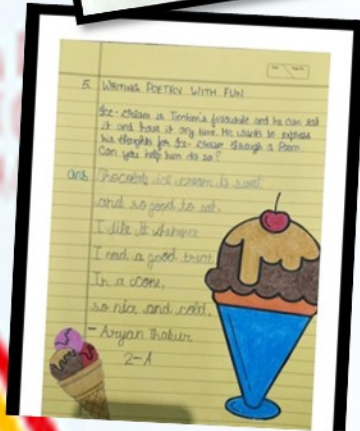 5. WRITING POETRY WITH FUN
Ice-cream is Tinthoni's favourite and he can eat
it and have it any time. He wants to express
his thoughts for Ice-cream through a Poem.
Can you help him do so?
ans Chocolate ice cream is sweet
and so good to eat.
I like it whenever
I need a good treat.
In a cone,
so nice and cold.
- Aryan Thakur
2-A